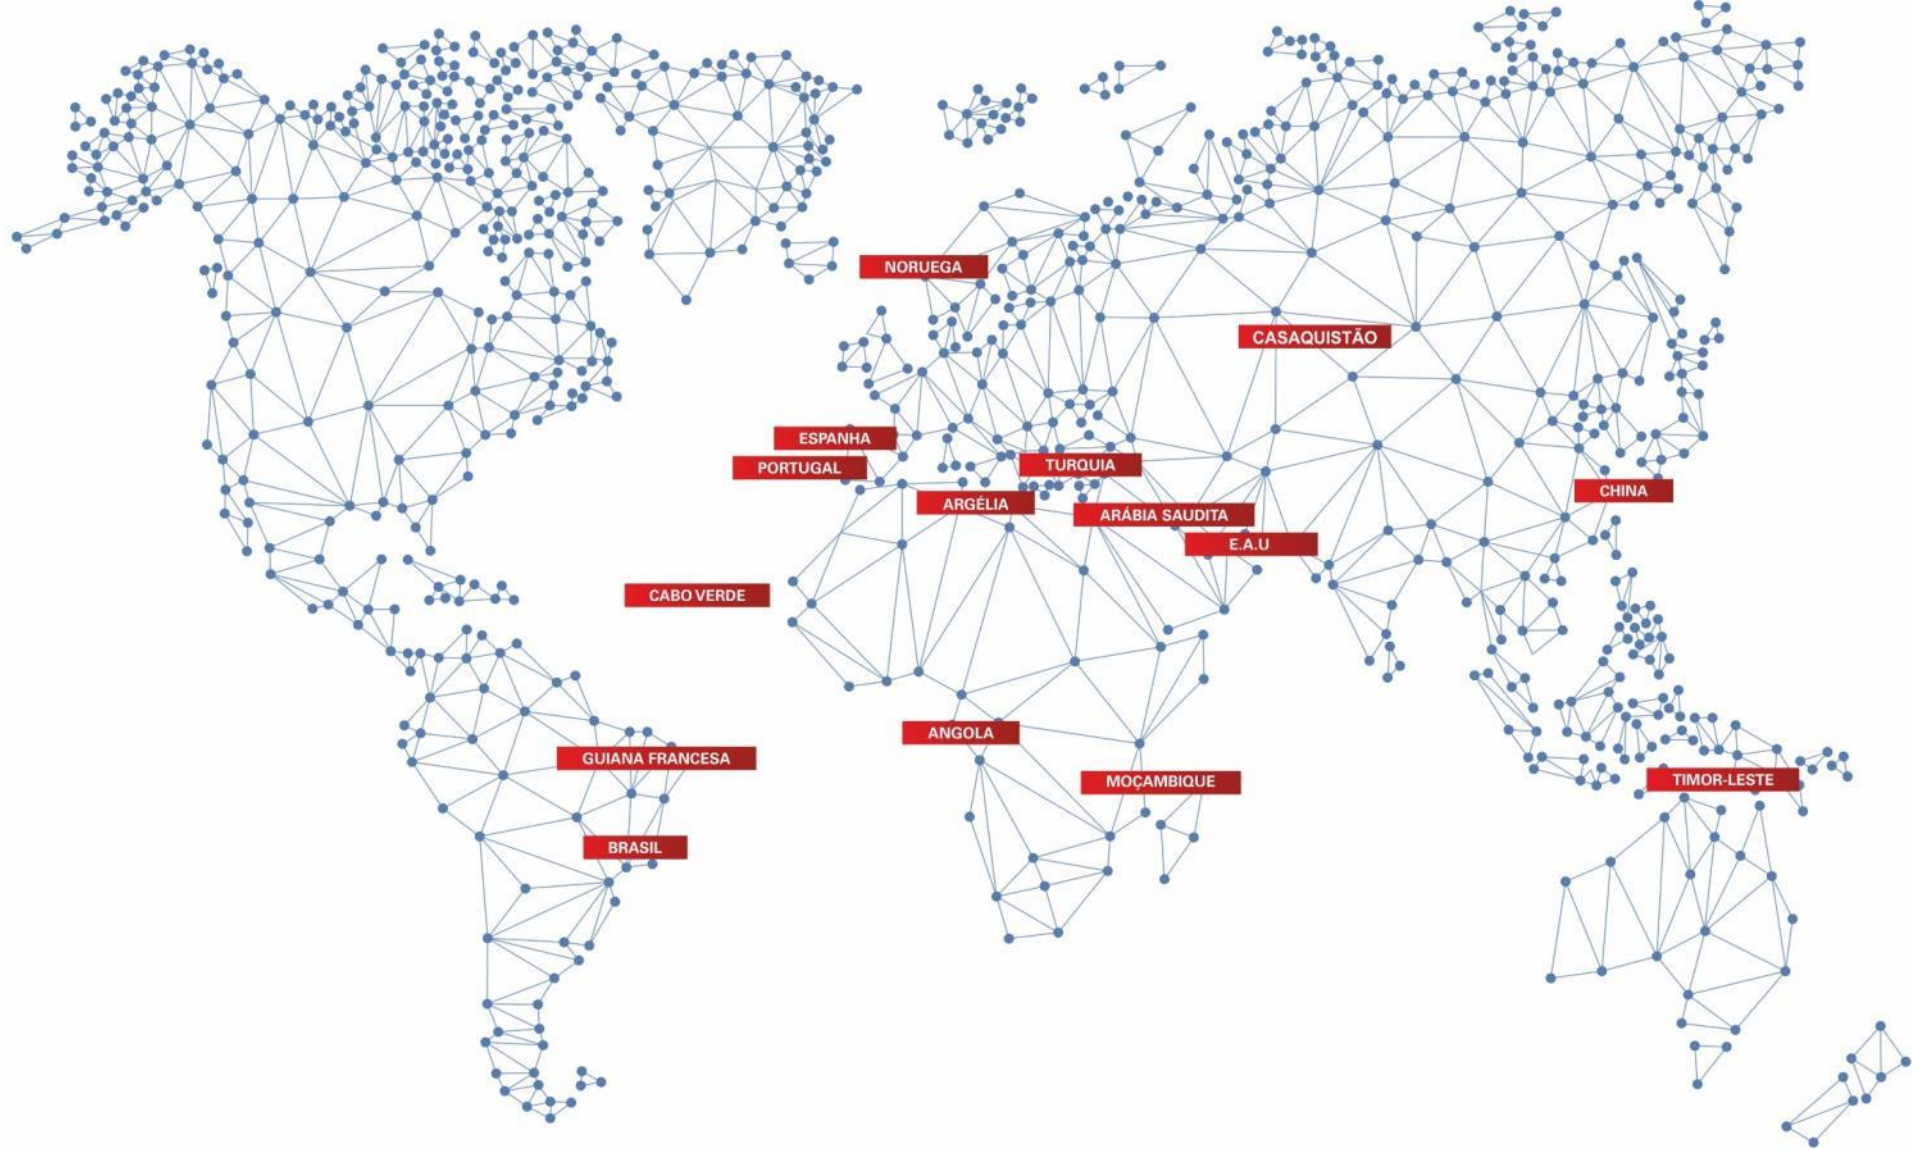 NORUEGA
CASAQUISTÃO
ESPANHA
PORTUGAL
TURQUIA
ARGÉLIA
CHINA
ARÁBIA SAUDITA
E.A.U
CABO VERDE
ANGOLA
GUIANA FRANCESA
MOÇAMBIQUE
TIMOR-LESTE
BRASIL